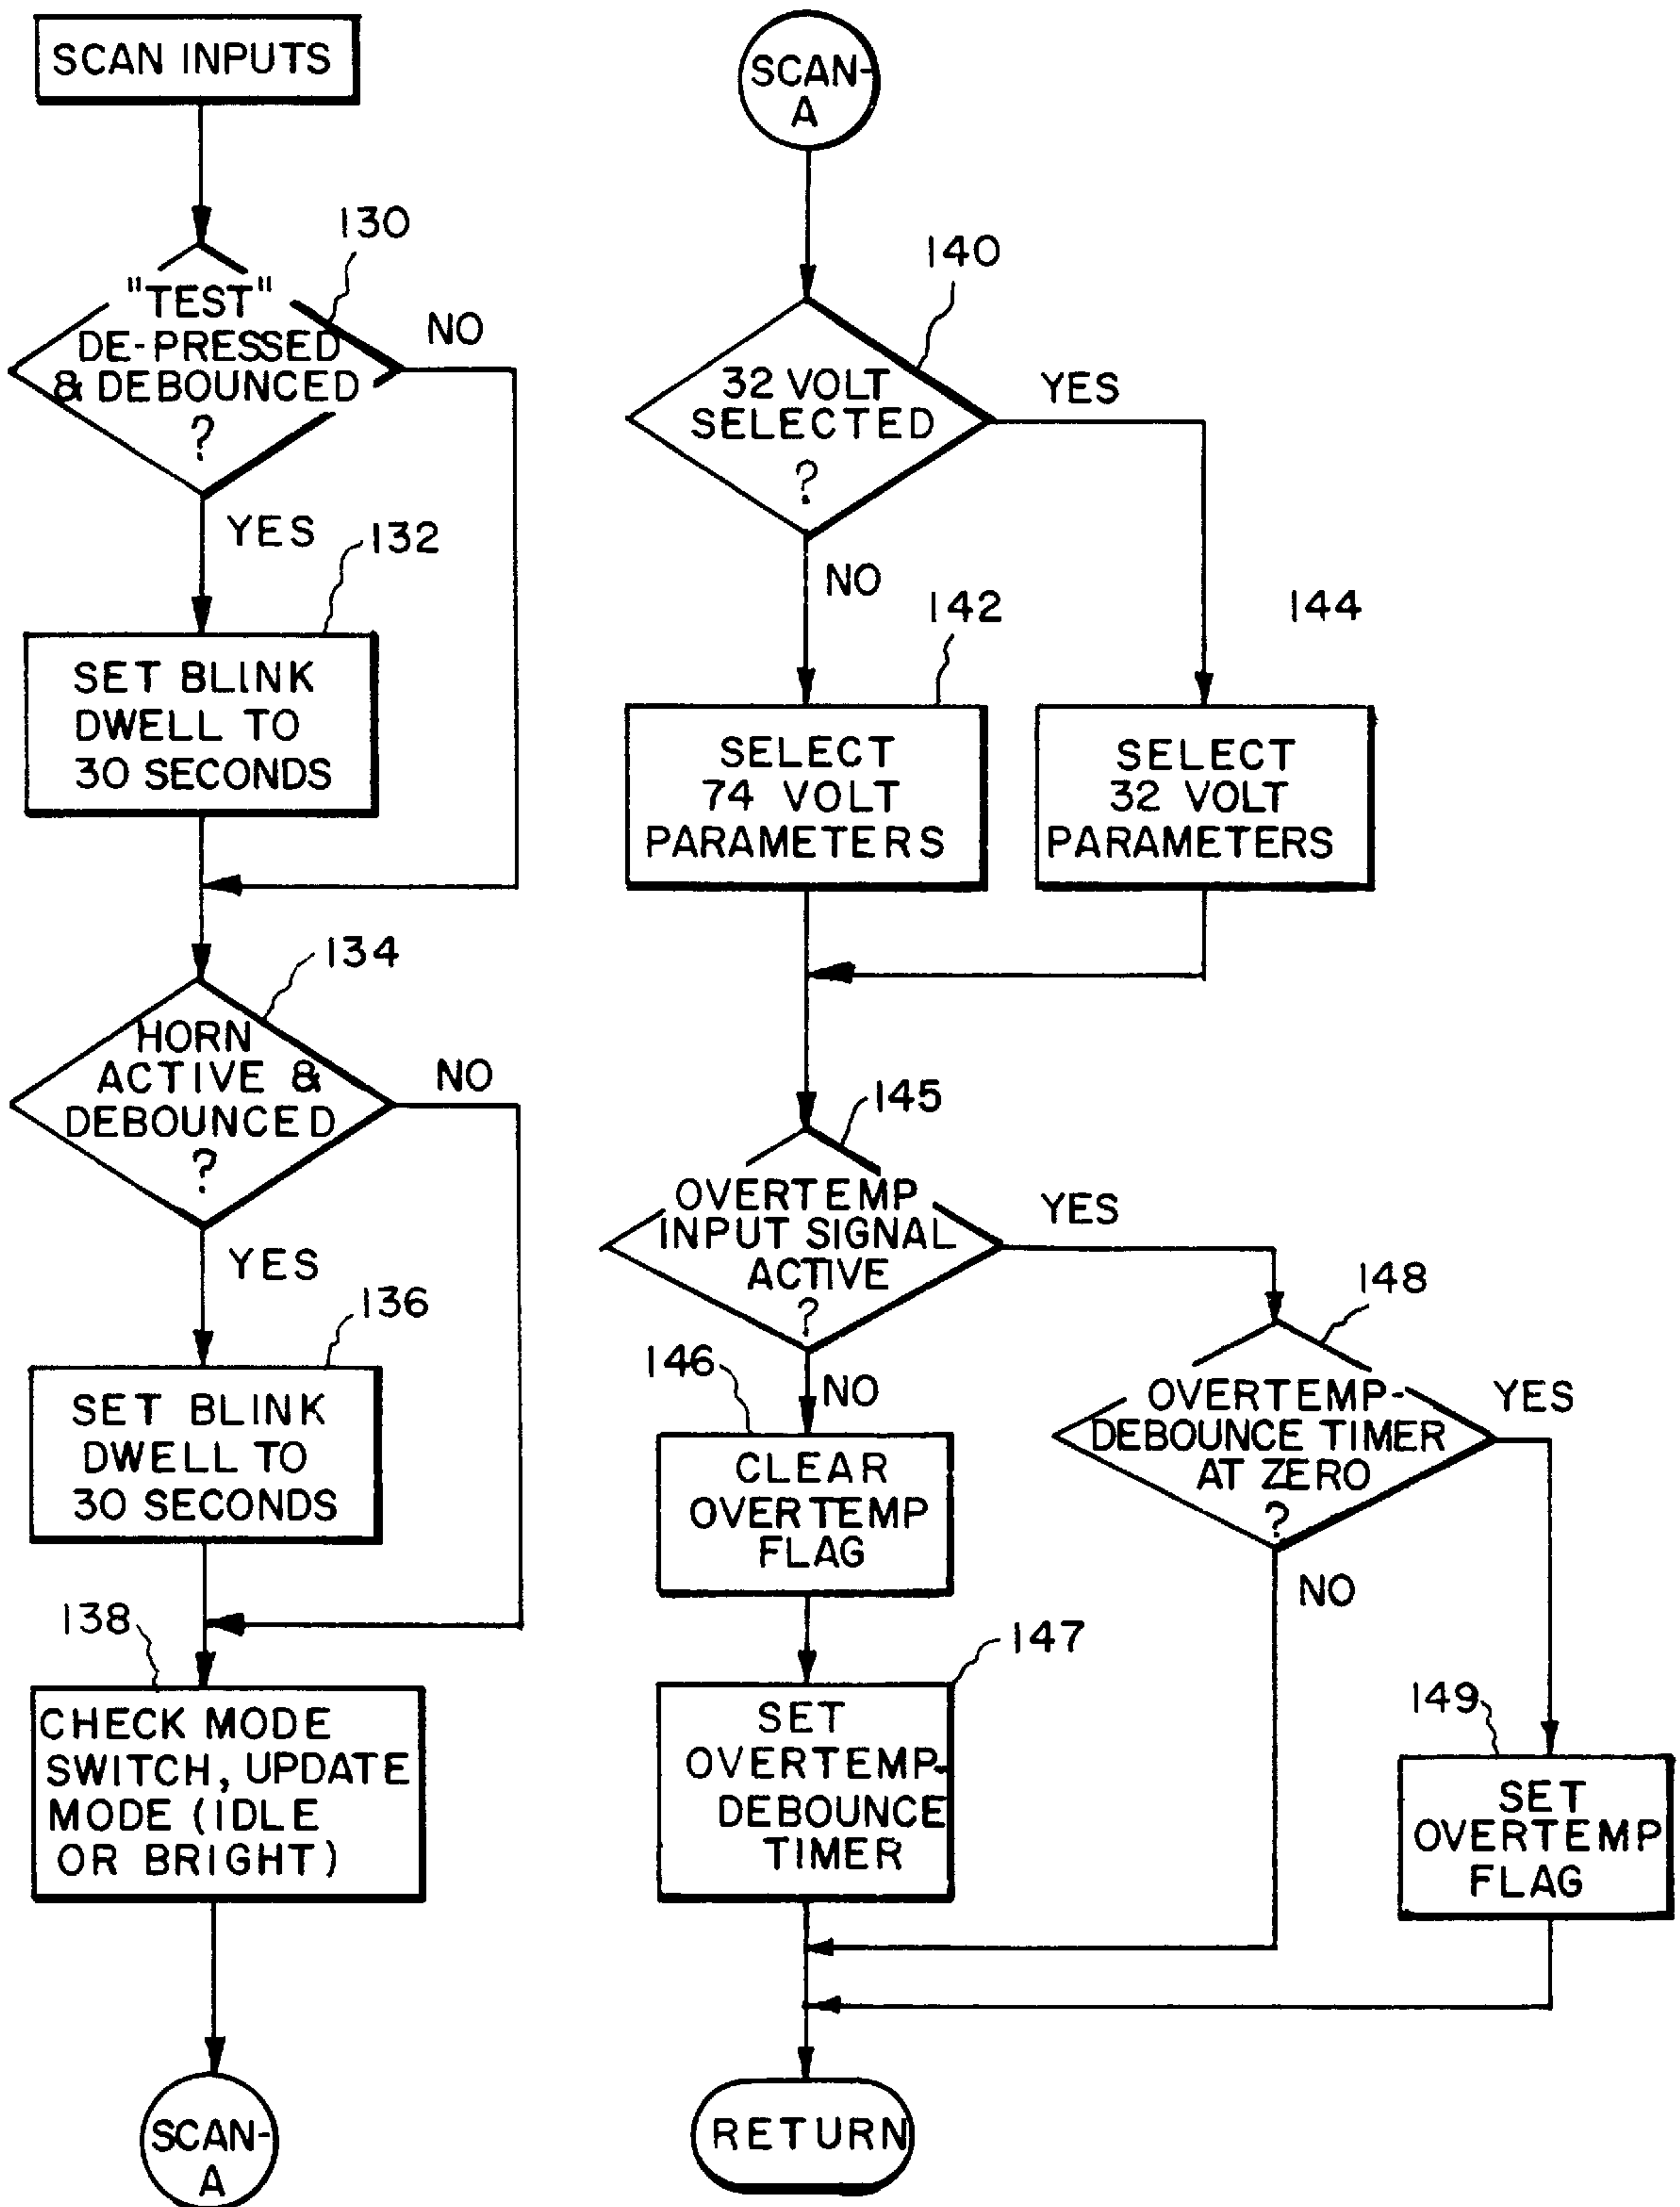 SCAN INPUTS
130
"TEST"
DE-PRESSED
& DEBOUNCED
?
NO
YES
132
SET BLINK
DWELL TO
30 SECONDS
134
HORN
ACTIVE &
DEBOUNCED
?
NO
YES
136
SET BLINK
DWELL TO
30 SECONDS
138
CHECK MODE
SWITCH, UPDATE
MODE (IDLE
OR BRIGHT)
SCAN-
A
SCAN-
A
140
32 VOLT
SELECTED
?
YES
NO
142
SELECT
74 VOLT
PARAMETERS
144
SELECT
32 VOLT
PARAMETERS
145
OVERTEMP
INPUT SIGNAL
ACTIVE
?
YES
NO
146
CLEAR
OVERTEMP
FLAG
147
SET
OVERTEMP-
DEBOUNCE
TIMER
148
OVERTEMP-
DEBOUNCE TIMER
AT ZERO
?
YES
NO
149
SET
OVERTEMP
FLAG
RETURN